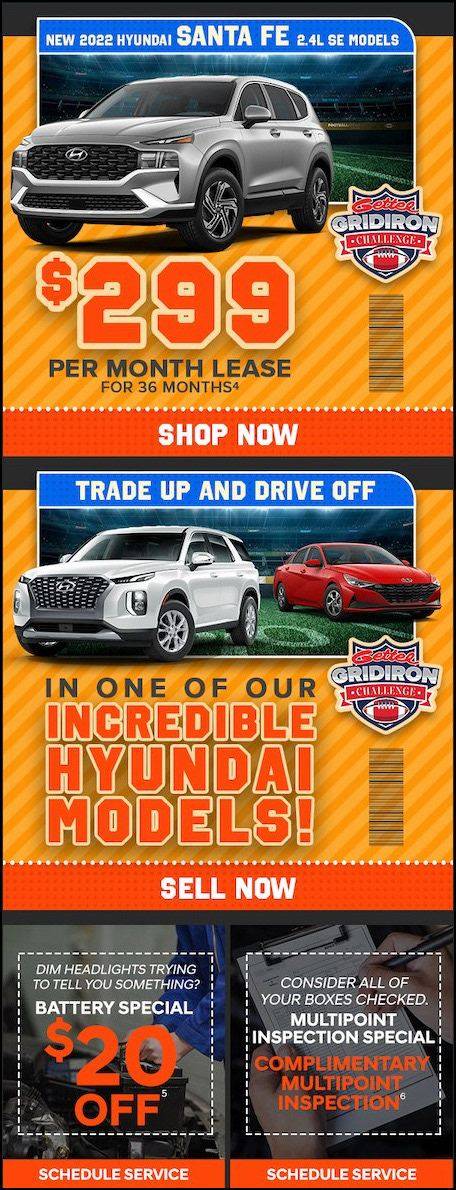 NEW 2022 HYUNDAI SANTA FE 2.4L SE MODELS
FOOTBALL
Gettel
GRIDIRON
CHALLENGE
$299
PER MONTH LEASE
FOR 36 MONTHS⁴
SHOP NOW
TRADE UP AND DRIVE OFF
Gettel
GRIDIRON
CHALLENGE
IN ONE OF OUR
INCREDIBLE
HYUNDAI
MODELS!
SELL NOW
DIM HEADLIGHTS TRYING
TO TELL YOU SOMETHING?
BATTERY SPECIAL
$20
OFF⁵
SCHEDULE SERVICE
CONSIDER ALL OF
YOUR BOXES CHECKED.
MULTIPOINT
INSPECTION SPECIAL
COMPLIMENTARY
MULTIPOINT
INSPECTION⁶
SCHEDULE SERVICE